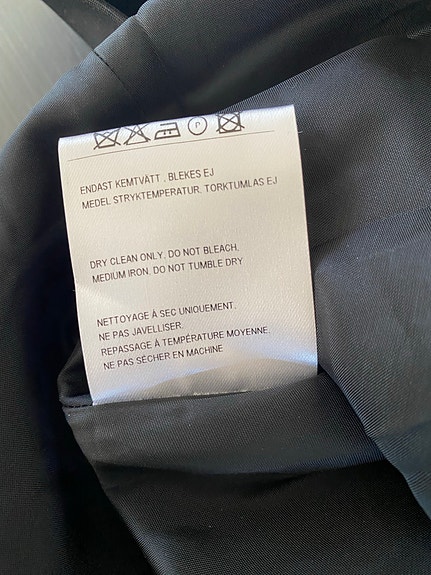 P
ENDAST KEMTVÄTT , BLEKES EJ
MEDEL STRYKTEMPERATUR, TORKTUMLAS EJ
DRY CLEAN ONLY, DO NOT BLEACH,
MEDIUM IRON, DO NOT TUMBLE DRY
NETTOYAGE À SEC UNIQUEMENT.
NE PAS JAVELLISER.
REPASSAGE À TEMPÉRATURE MOYENNE.
NE PAS SÉCHER EN MACHINE